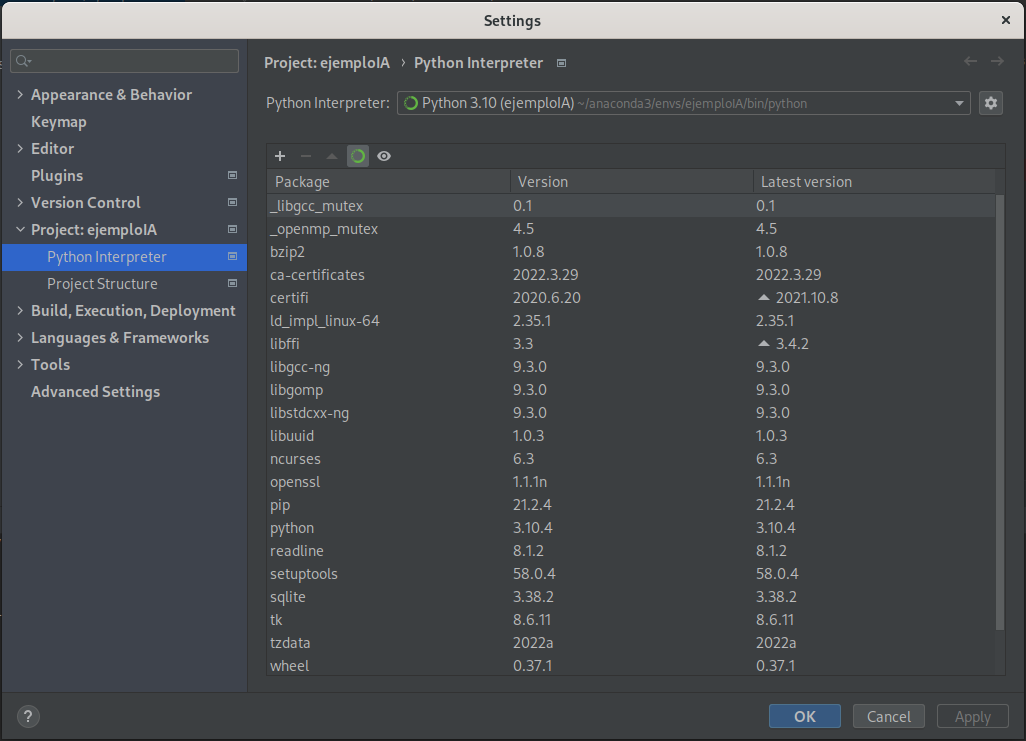 Settings
Project: ejemploIA › Python Interpreter
Python Interpreter: Python 3.10 (ejemploIA) ~/anaconda3/envs/ejemploIA/bin/python
Appearance & Behavior
Keymap
Editor
Plugins
Version Control
Project: ejemploIA
Python Interpreter
Project Structure
Build, Execution, Deployment
Languages & Frameworks
Tools
Advanced Settings
Package Version Latest version
_libgcc_mutex 0.1 0.1
_openmp_mutex 4.5 4.5
bzip2 1.0.8 1.0.8
ca-certificates 2022.3.29 2022.3.29
certifi 2020.6.20 2021.10.8
ld_impl_linux-64 2.35.1 2.35.1
libffi 3.3 3.4.2
libgcc-ng 9.3.0 9.3.0
libgomp 9.3.0 9.3.0
libstdcxx-ng 9.3.0 9.3.0
libuuid 1.0.3 1.0.3
ncurses 6.3 6.3
openssl 1.1.1n 1.1.1n
pip 21.2.4 21.2.4
python 3.10.4 3.10.4
readline 8.1.2 8.1.2
setuptools 58.0.4 58.0.4
sqlite 3.38.2 3.38.2
tk 8.6.11 8.6.11
tzdata 2022a 2022a
wheel 0.37.1 0.37.1
? OK Cancel Apply